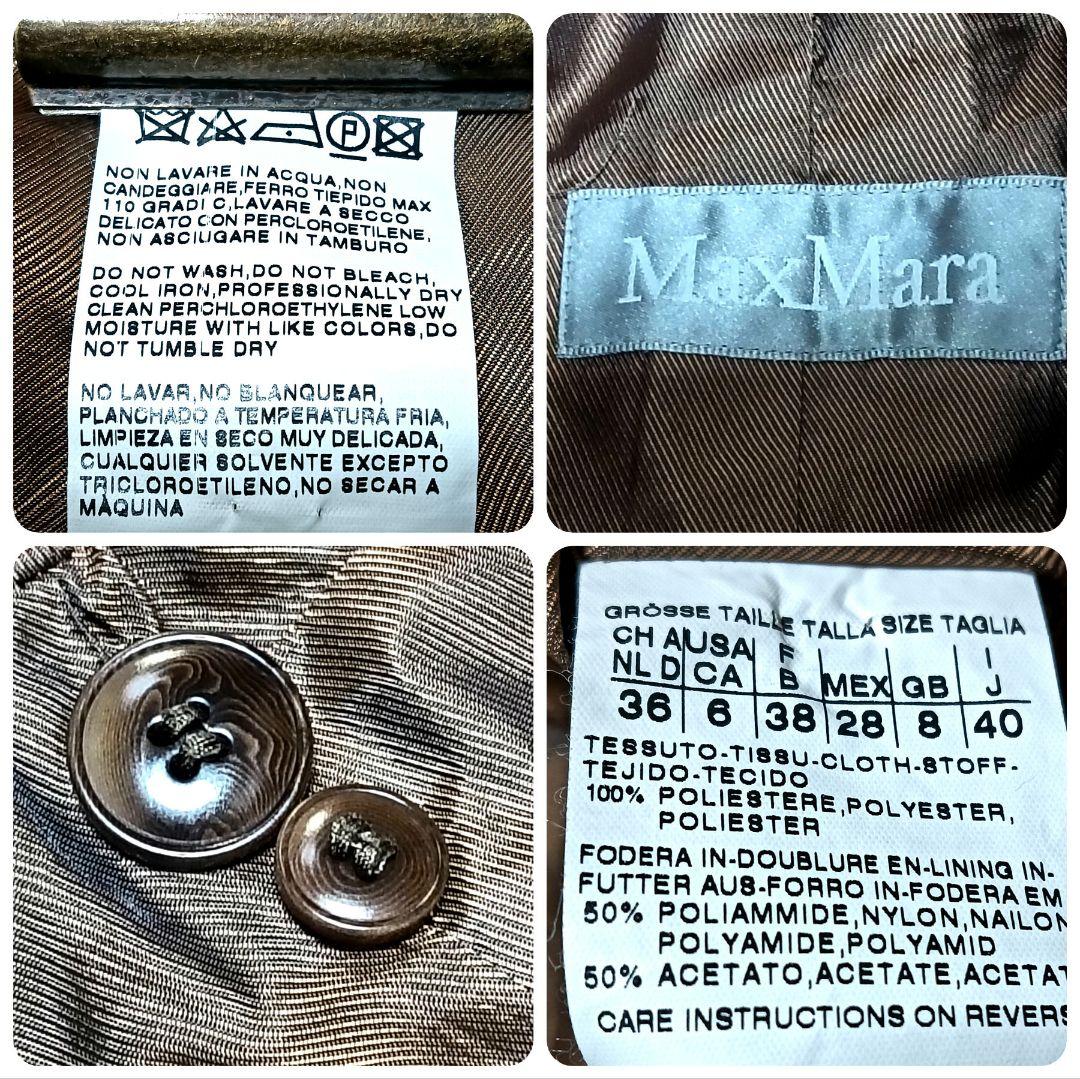 P
NON LAVARE IN ACQUA,NON
CANDEGGIARE,FERRO TIEPIDO MAX
110 GRADI C,LAVARE A SECCO
DELICATO CON PERCLOROETILENE,
NON ASCIUGARE IN TAMBURO
DO NOT WASH,DO NOT BLEACH,
COOL IRON,PROFESSIONALLY DRY
CLEAN PERCHLOROETHYLENE LOW
MOISTURE WITH LIKE COLORS,DO
NOT TUMBLE DRY
NO LAVAR,NO BLANQUEAR,
PLANCHADO A TEMPERATURA FRIA,
LIMPIEZA EN SECO MUY DELICADA,
CUALQUIER SOLVENTE EXCEPTO
TRICLOROETILENO,NO SECAR A
MÀQUINA
MaxMara
GRÖSSE TAILLE TALLA SIZE TAGLIA
CH A USA F I
NL D CA B MEX GB J
36 6 38 28 8 40
TESSUTO-TISSU-CLOTH-STOFF-
TEJIDO-TECIDO
100% POLIESTERE,POLYESTER,
POLIESTER
FODERA IN-DOUBLURE EN-LINING IN-
FUTTER AUS-FORRO IN-FODERA EM
50% POLIAMMIDE,NYLON,NAILON
POLYAMIDE,POLYAMID
50% ACETATO,ACETATE,ACETAT
CARE INSTRUCTIONS ON REVERS